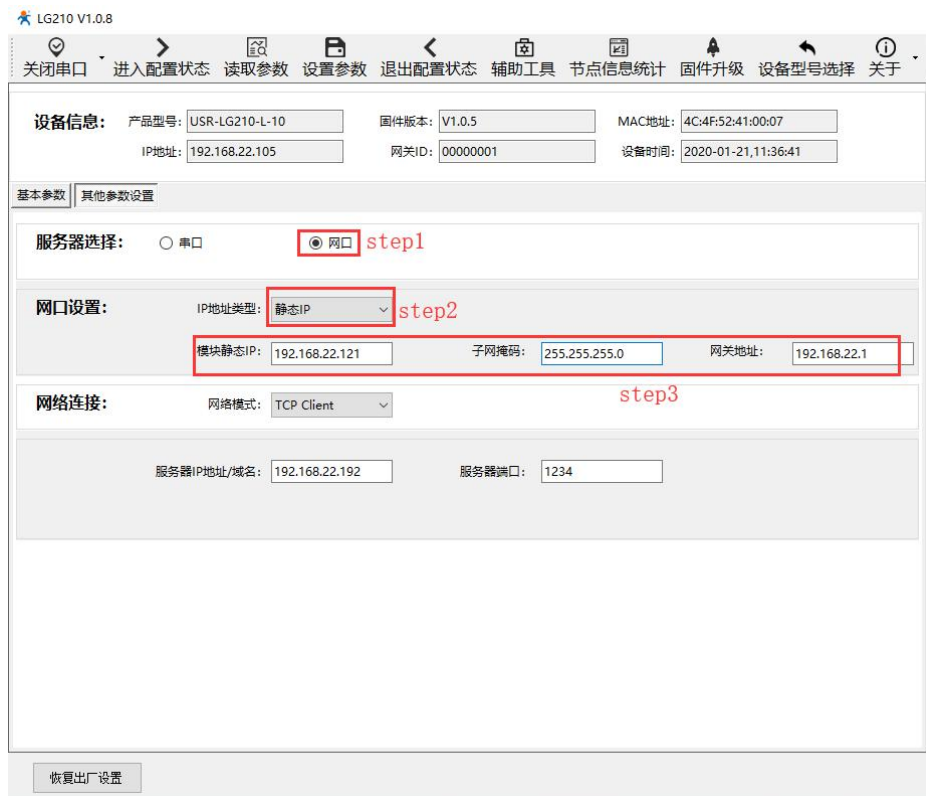 LG210 V1.0.8
关闭串口 进入配置状态 读取参数 设置参数 退出配置状态 辅助工具 节点信息统计 固件升级 设备型号选择 关于
设备信息: 产品型号: USR-LG210-L-10 固件版本: V1.0.5 MAC地址: 4C:4F:52:41:00:07
IP地址: 192.168.22.105 网关ID: 00000001 设备时间: 2020-01-21,11:36:41
基本参数 其他参数设置
服务器选择: 串口 网口 step1
网口设置: IP地址类型: 静态IP step2
模块静态IP: 192.168.22.121 子网掩码: 255.255.255.0 网关地址: 192.168.22.1
step3
网络连接: 网络模式: TCP Client
服务器IP地址/域名: 192.168.22.192 服务器端口: 1234
恢复出厂设置